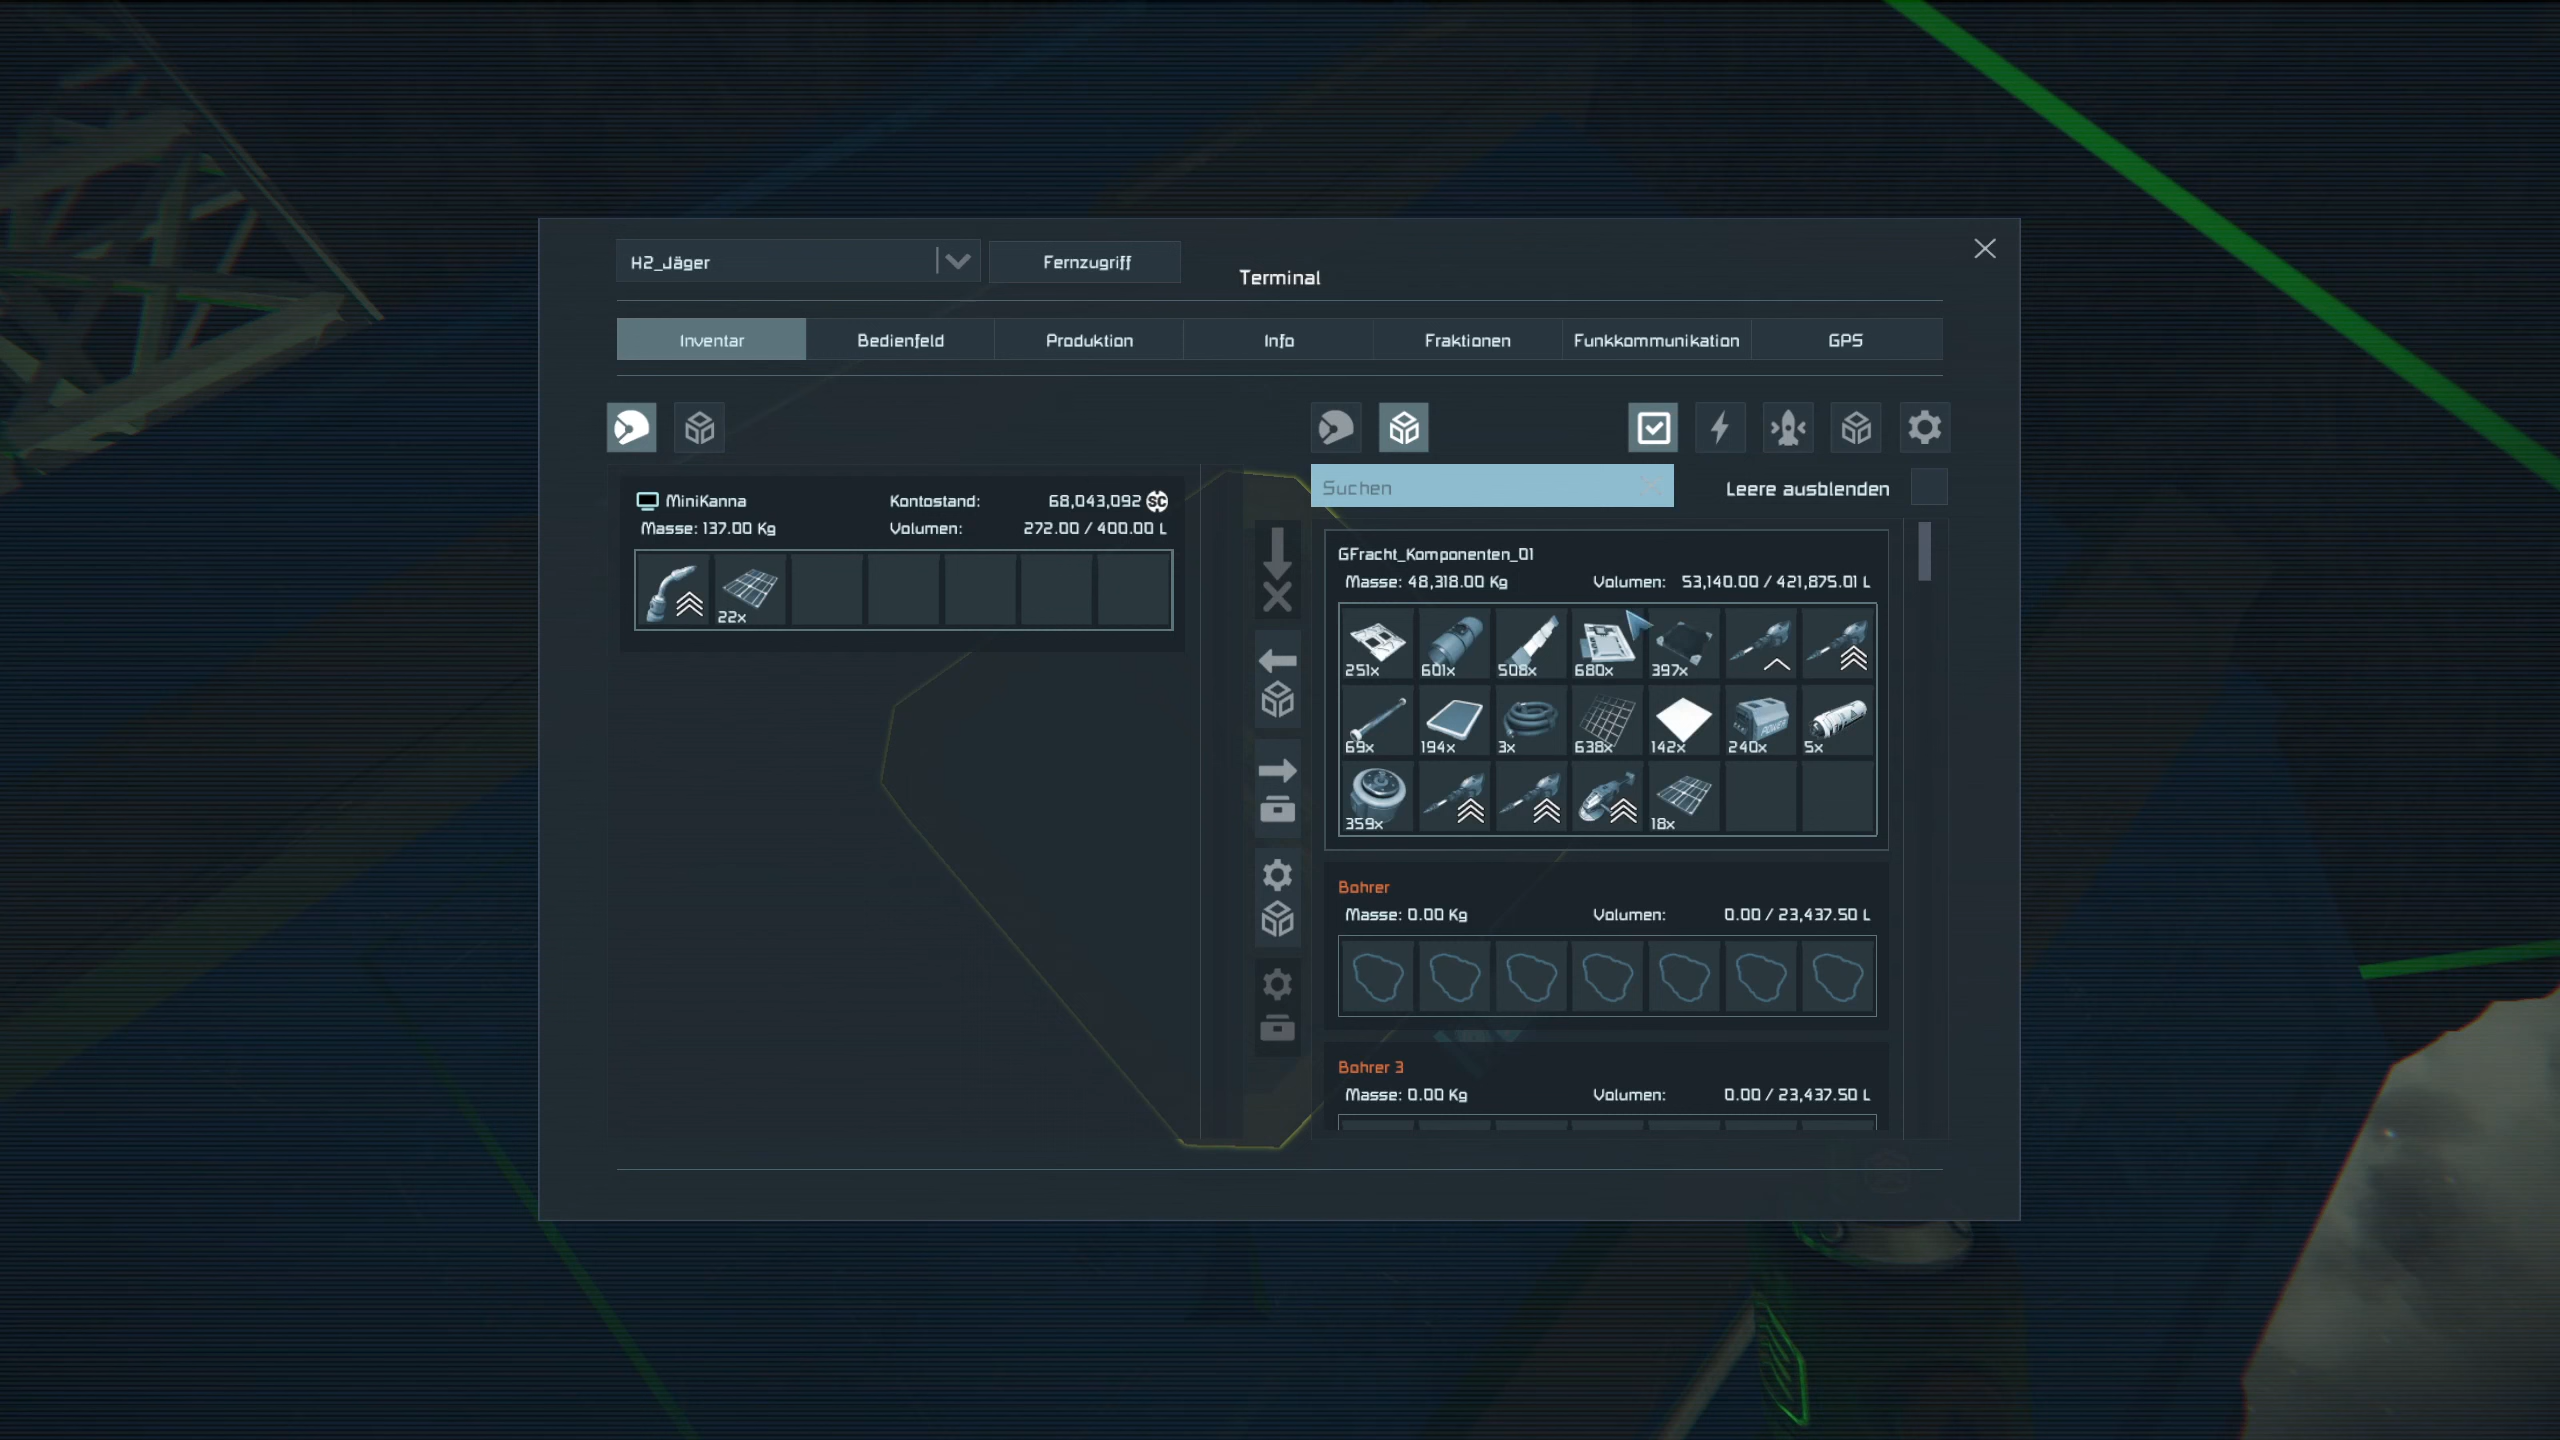 H2_Jäger
Fernzugriff
Terminal
Inventar
Bedienfeld
Produktion
Info
Fraktionen
Funkkommunikation
GPS
Suchen
Leere ausblenden
MiniKanna
Kontostand: 68,043,092 SC
Masse: 137.00 Kg
Volumen: 272.00 / 400.00 L
22x
GFracht_Komponenten_01
Masse: 48,318.00 Kg
Volumen: 53,140.00 / 421,875.01 L
251x 601x 508x 680x 397x
69x 194x 3x 638x 142x 240x 5x
359x 18x
Bohrer
Masse: 0.00 Kg
Volumen: 0.00 / 23,437.50 L
Bohrer 3
Masse: 0.00 Kg
Volumen: 0.00 / 23,437.50 L